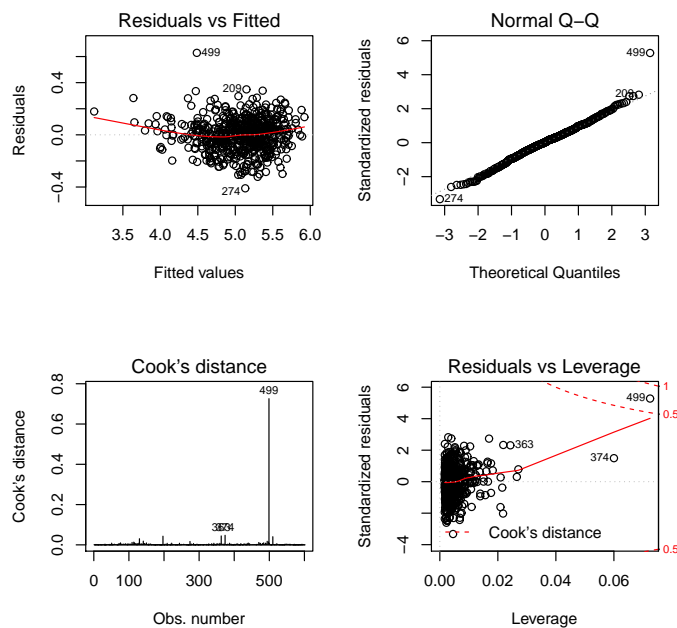 Residuals vs Fitted
Residuals
−0.4
0.0
0.4
499
209
274
3.5 4.0 4.5 5.0 5.5 6.0
Fitted values
Normal Q−Q
Standardized residuals
−2
0
2
4
6
499
209
274
−3 −2 −1 0 1 2 3
Theoretical Quantiles
Cook's distance
Cook's distance
0.0
0.2
0.4
0.6
0.8
499
363
374
0 100 300 500
Obs. number
Residuals vs Leverage
Standardized residuals
−4
−2
0
2
4
6
1
499
0.5
363
374
Cook's distance
0.5
0.00 0.02 0.04 0.06
Leverage